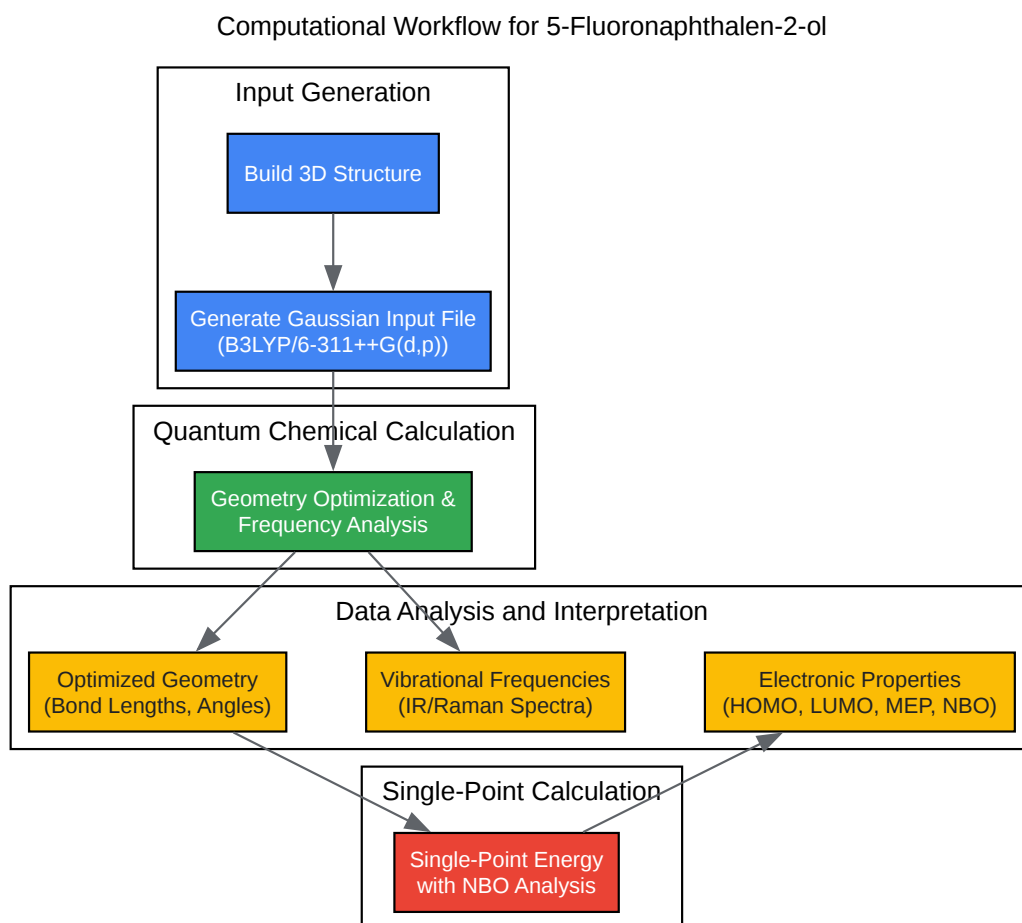 Computational Workflow for 5-Fluoronaphthalen-2-ol
Input Generation
Build 3D Structure
Generate Gaussian Input File
(B3LYP/6-311++G(d,p))
Quantum Chemical Calculation
Geometry Optimization &
Frequency Analysis
Data Analysis and Interpretation
Optimized Geometry
(Bond Lengths, Angles)
Vibrational Frequencies
(IR/Raman Spectra)
Electronic Properties
(HOMO, LUMO, MEP, NBO)
Single-Point Calculation
Single-Point Energy
with NBO Analysis